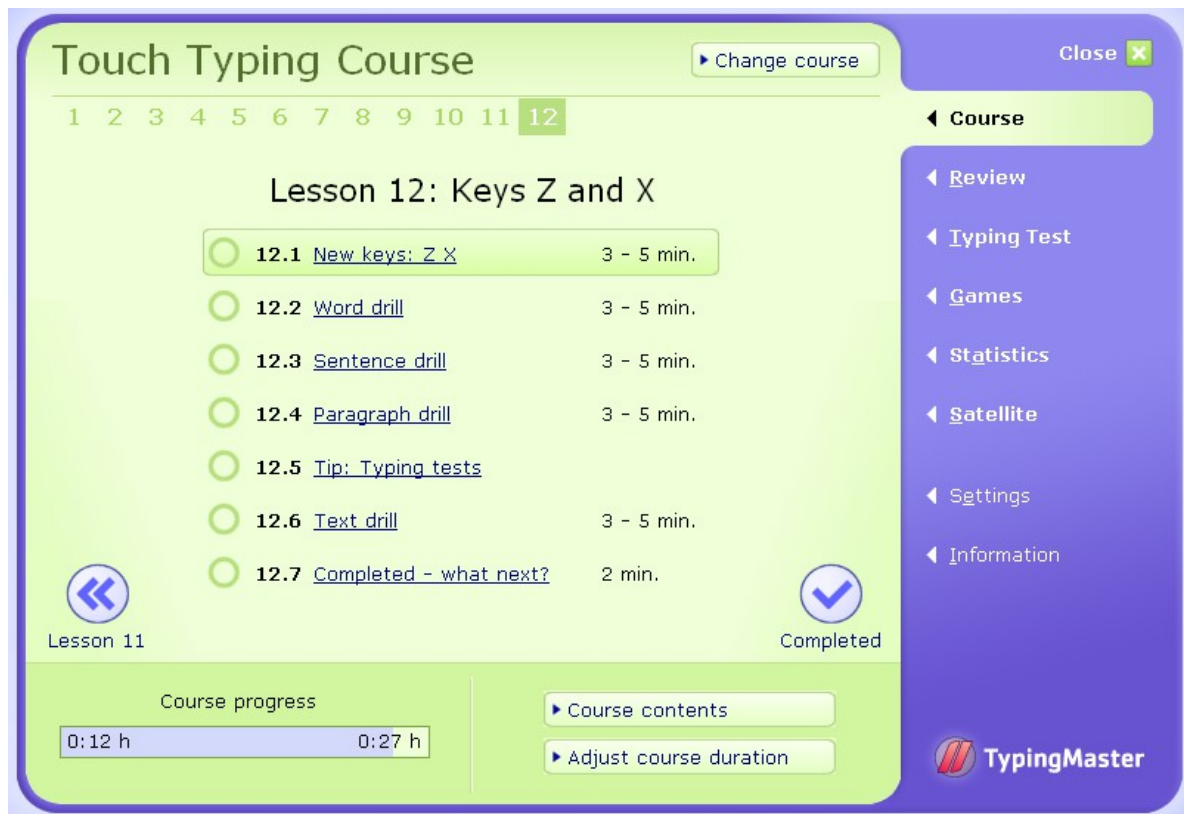 Touch Typing Course
Change course
1 2 3 4 5 6 7 8 9 10 11 12
Lesson 12: Keys Z and X
12.1 New keys: Z X 3 - 5 min.
12.2 Word drill 3 - 5 min.
12.3 Sentence drill 3 - 5 min.
12.4 Paragraph drill 3 - 5 min.
12.5 Tip: Typing tests
12.6 Text drill 3 - 5 min.
12.7 Completed - what next? 2 min.
Lesson 11
Completed
Course progress
0:12 h 0:27 h
Course contents
Adjust course duration
Close
Course
Review
Typing Test
Games
Statistics
Satellite
Settings
Information
TypingMaster